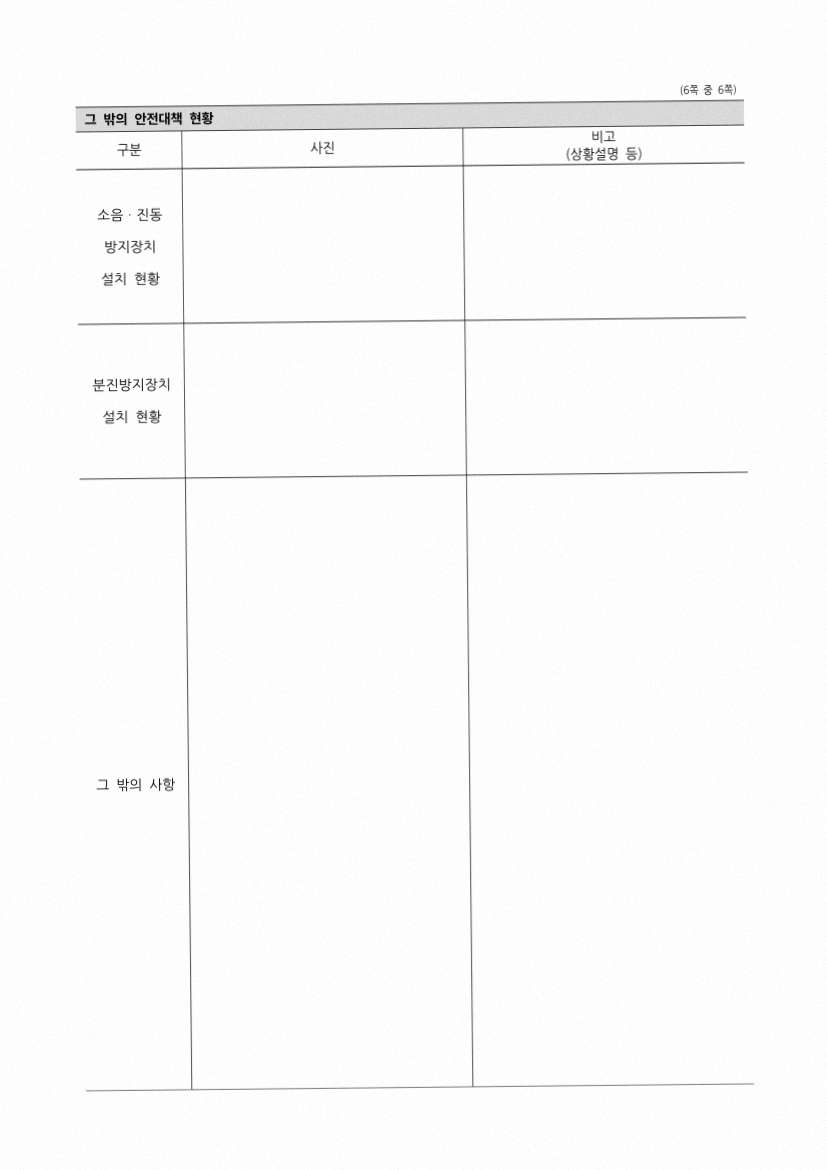 (6쪽 중 6쪽)
그 밖의 안전대책 현황
구분
사진
비고
(상황설명 등)
소음ㆍ진동
방지장치
설치 현황
분진방지장치
설치 현황
그 밖의 사항